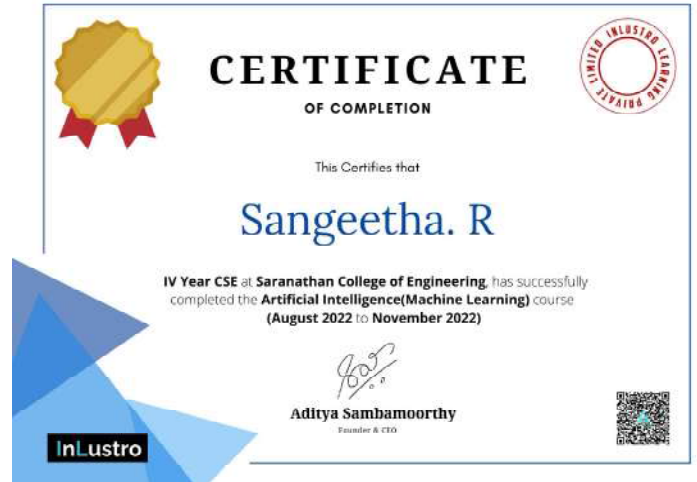 CERTIFICATE
OF COMPLETION
INLUSTRO LEARNING PRIVATE LIMITED
This Certifies that
Sangeetha. R
IV Year CSE at Saranathan College of Engineering, has successfully
completed the Artificial Intelligence(Machine Learning) course
(August 2022 to November 2022)
Aditya Sambamoorthy
Founder & CEO
InLustro